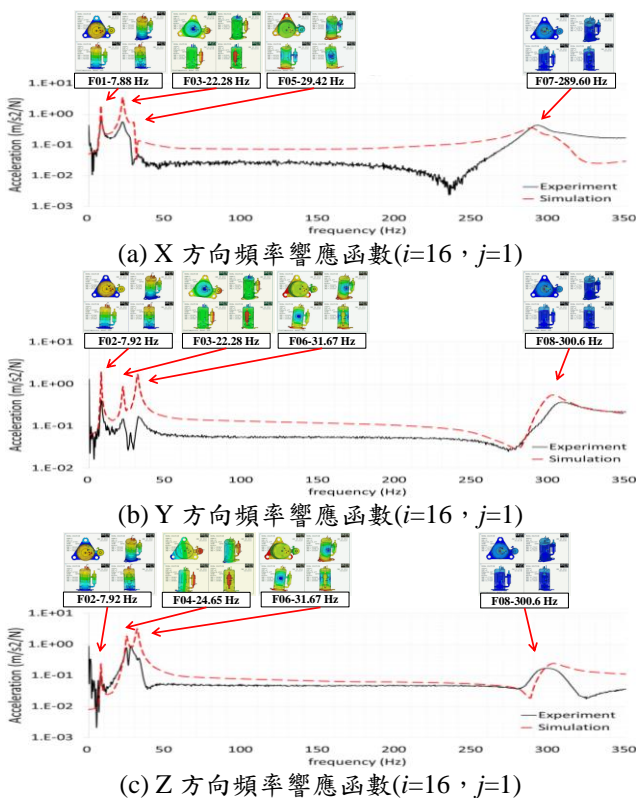 F01-7.88 Hz
F03-22.28 Hz
F05-29.42 Hz
F07-289.60 Hz
Acceleration (m/s2/N)
1.E+01
1.E+00
1.E-01
1.E-02
1.E-03
Experiment
Simulation
0 50 100 150 200 250 300 350
frequency (Hz)
(a) X 方向頻率響應函數(i=16,j=1)
F02-7.92 Hz
F03-22.28 Hz
F06-31.67 Hz
F08-300.6 Hz
Acceleration (m/s2/N)
1.E+01
1.E+00
1.E-01
1.E-02
Experiment
Simulation
0 50 100 150 200 250 300 350
frequency (Hz)
(b) Y 方向頻率響應函數(i=16,j=1)
F02-7.92 Hz
F04-24.65 Hz
F06-31.67 Hz
F08-300.6 Hz
Acceleration (m/s2/N)
1.E+01
1.E+00
1.E-01
1.E-02
1.E-03
Experiment
Simulation
0 50 100 150 200 250 300 350
frequency (Hz)
(c) Z 方向頻率響應函數(i=16,j=1)